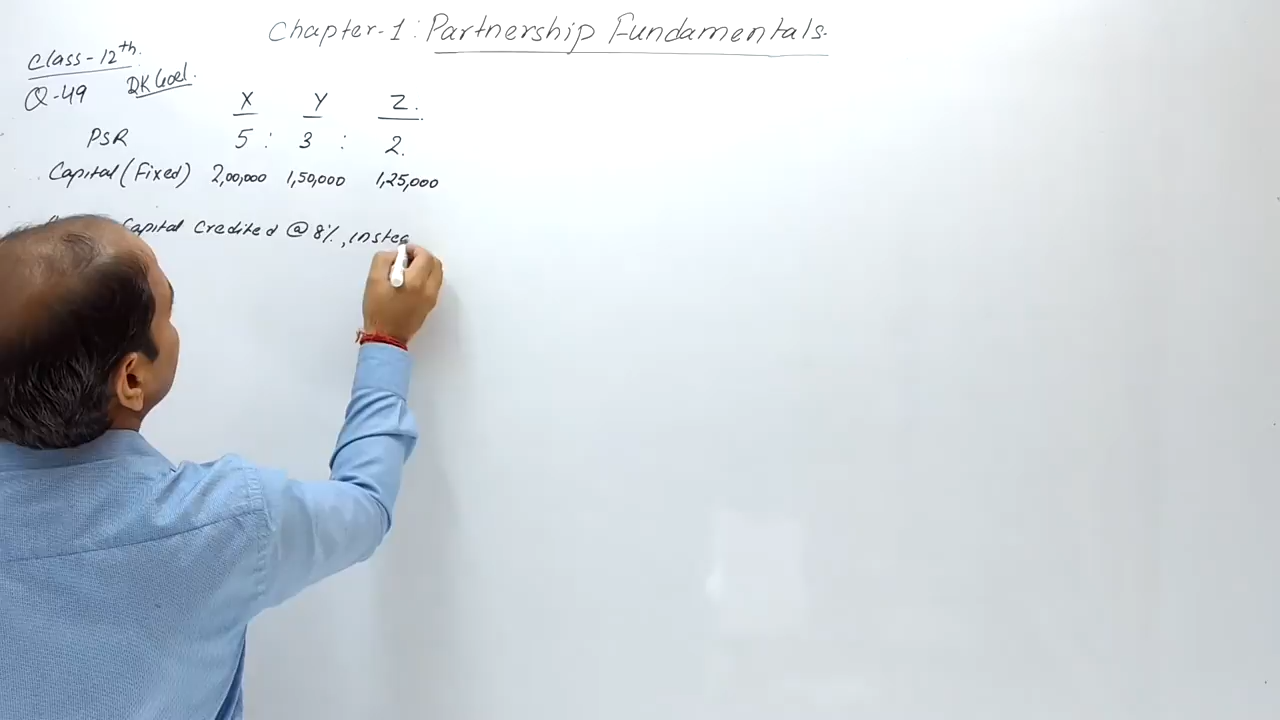 Chapter-1: Partnership Fundamentals.
Class-12th.
Q-49 DK Goel.
X Y Z.
PSR 5 : 3 : 2.
Capital (Fixed) 2,00,000 1,50,000 1,25,000
Capital Credited @ 8%,